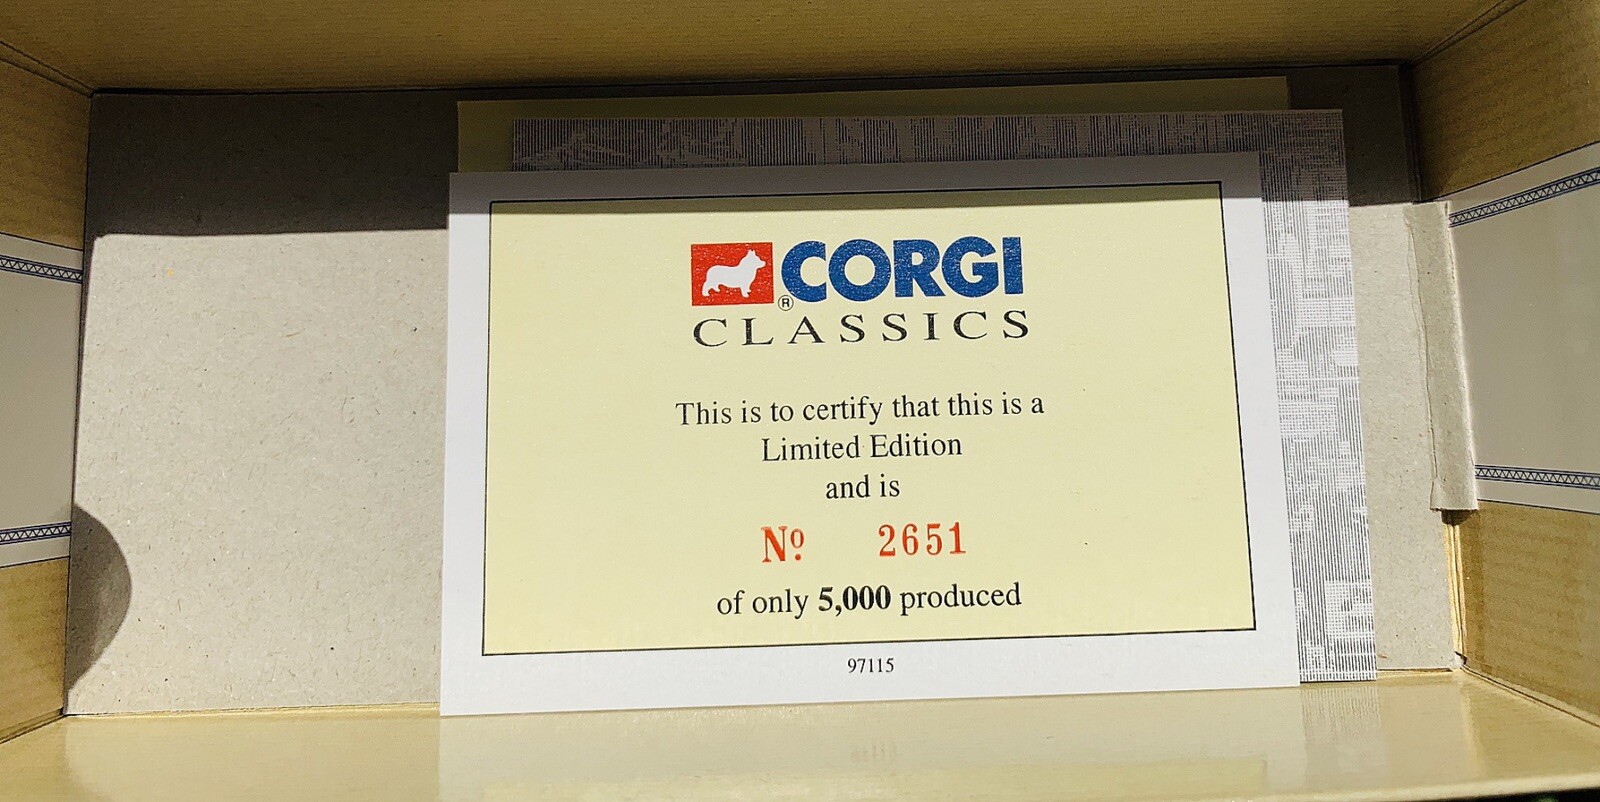 ® CORGI
CLASSICS
This is to certify that this is a
Limited Edition
and is
Nº 2651
of only 5,000 produced
97115